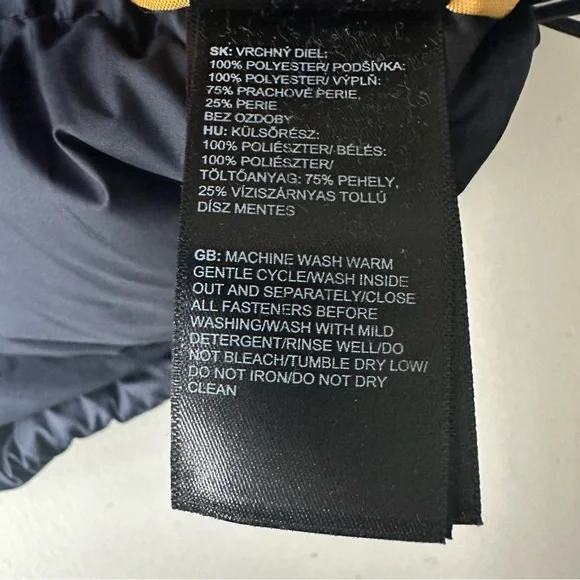 SK: VRCHNÝ DIEL:
100% POLYESTER/ PODŠÍVKA:
100% POLYESTER/ VÝPLŇ:
75% PRACHOVÉ PERIE,
25% PERIE
BEZ OZDOBY
HU: KÜLSŐRÉSZ:
100% POLIÉSZTER/ BÉLÉS:
100% POLIÉSZTER/
TÖLTŐANYAG: 75% PEHELY,
25% VÍZISZÁRNYAS TOLLÚ
DÍSZ MENTES
GB: MACHINE WASH WARM
GENTLE CYCLE/WASH INSIDE
OUT AND SEPARATELY/CLOSE
ALL FASTENERS BEFORE
WASHING/WASH WITH MILD
DETERGENT/RINSE WELL/DO
NOT BLEACH/TUMBLE DRY LOW/
DO NOT IRON/DO NOT DRY
CLEAN